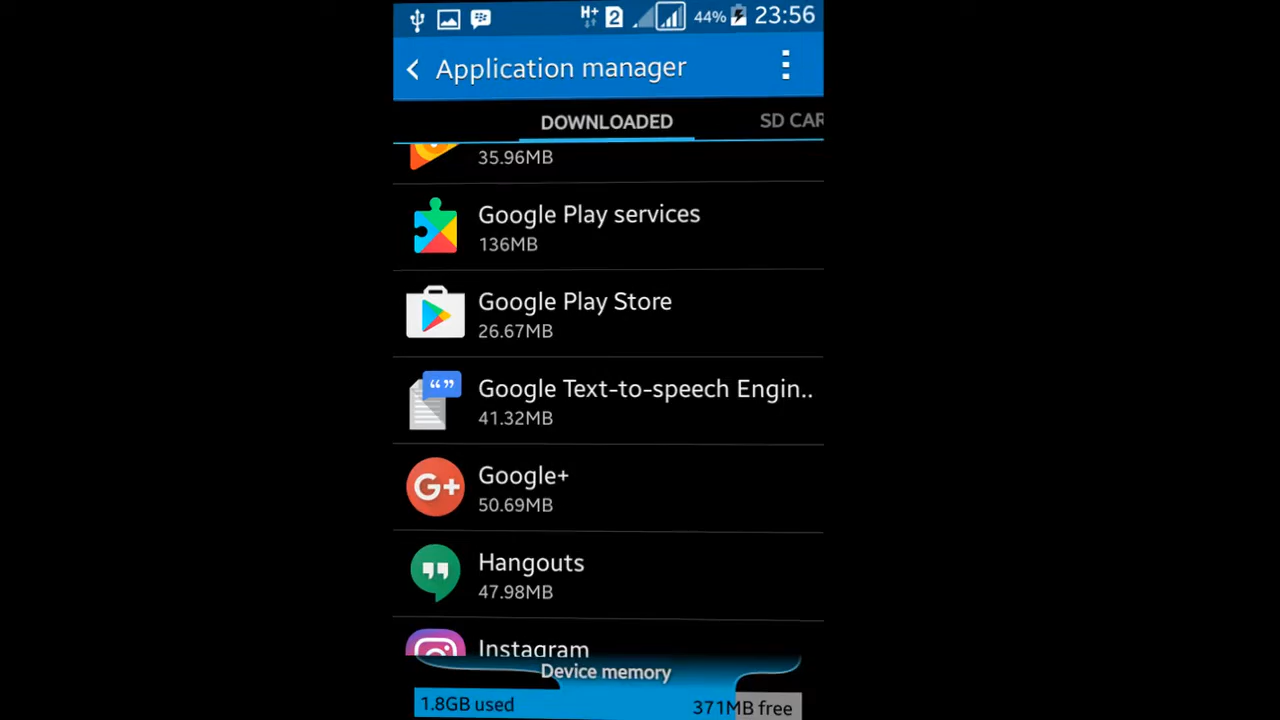 H+ 2 44% 23:56
Application manager
DOWNLOADED SD CAR
35.96MB
Google Play services
136MB
Google Play Store
26.67MB
Google Text-to-speech Engin..
41.32MB
Google+
50.69MB
Hangouts
47.98MB
Instagram
Device memory
1.8GB used 371MB free